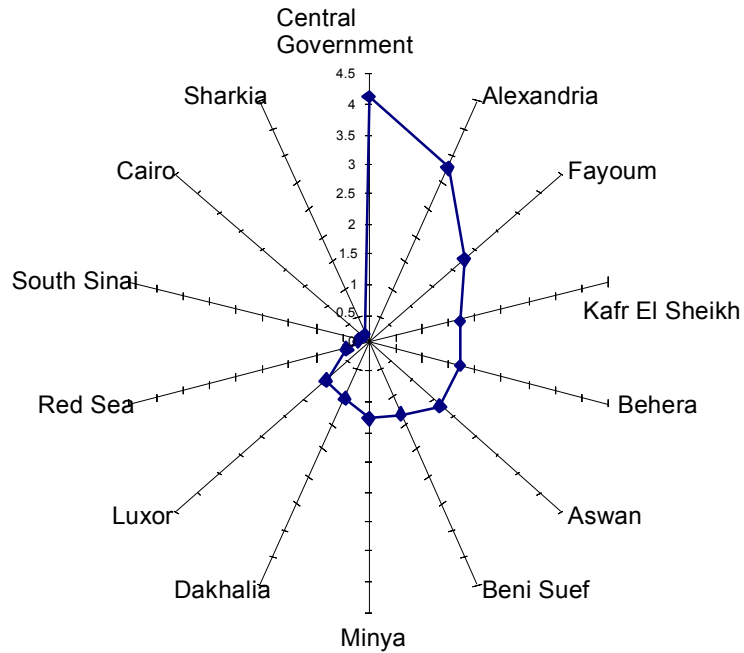 Central
Government
4.5
Sharkia
4
Alexandria
3.5
Cairo
3
Fayoum
2.5
2
1.5
South Sinai
1
Kafr El Sheikh
0.5
0
Red Sea
Behera
Luxor
Aswan
Dakhalia
Beni Suef
Minya